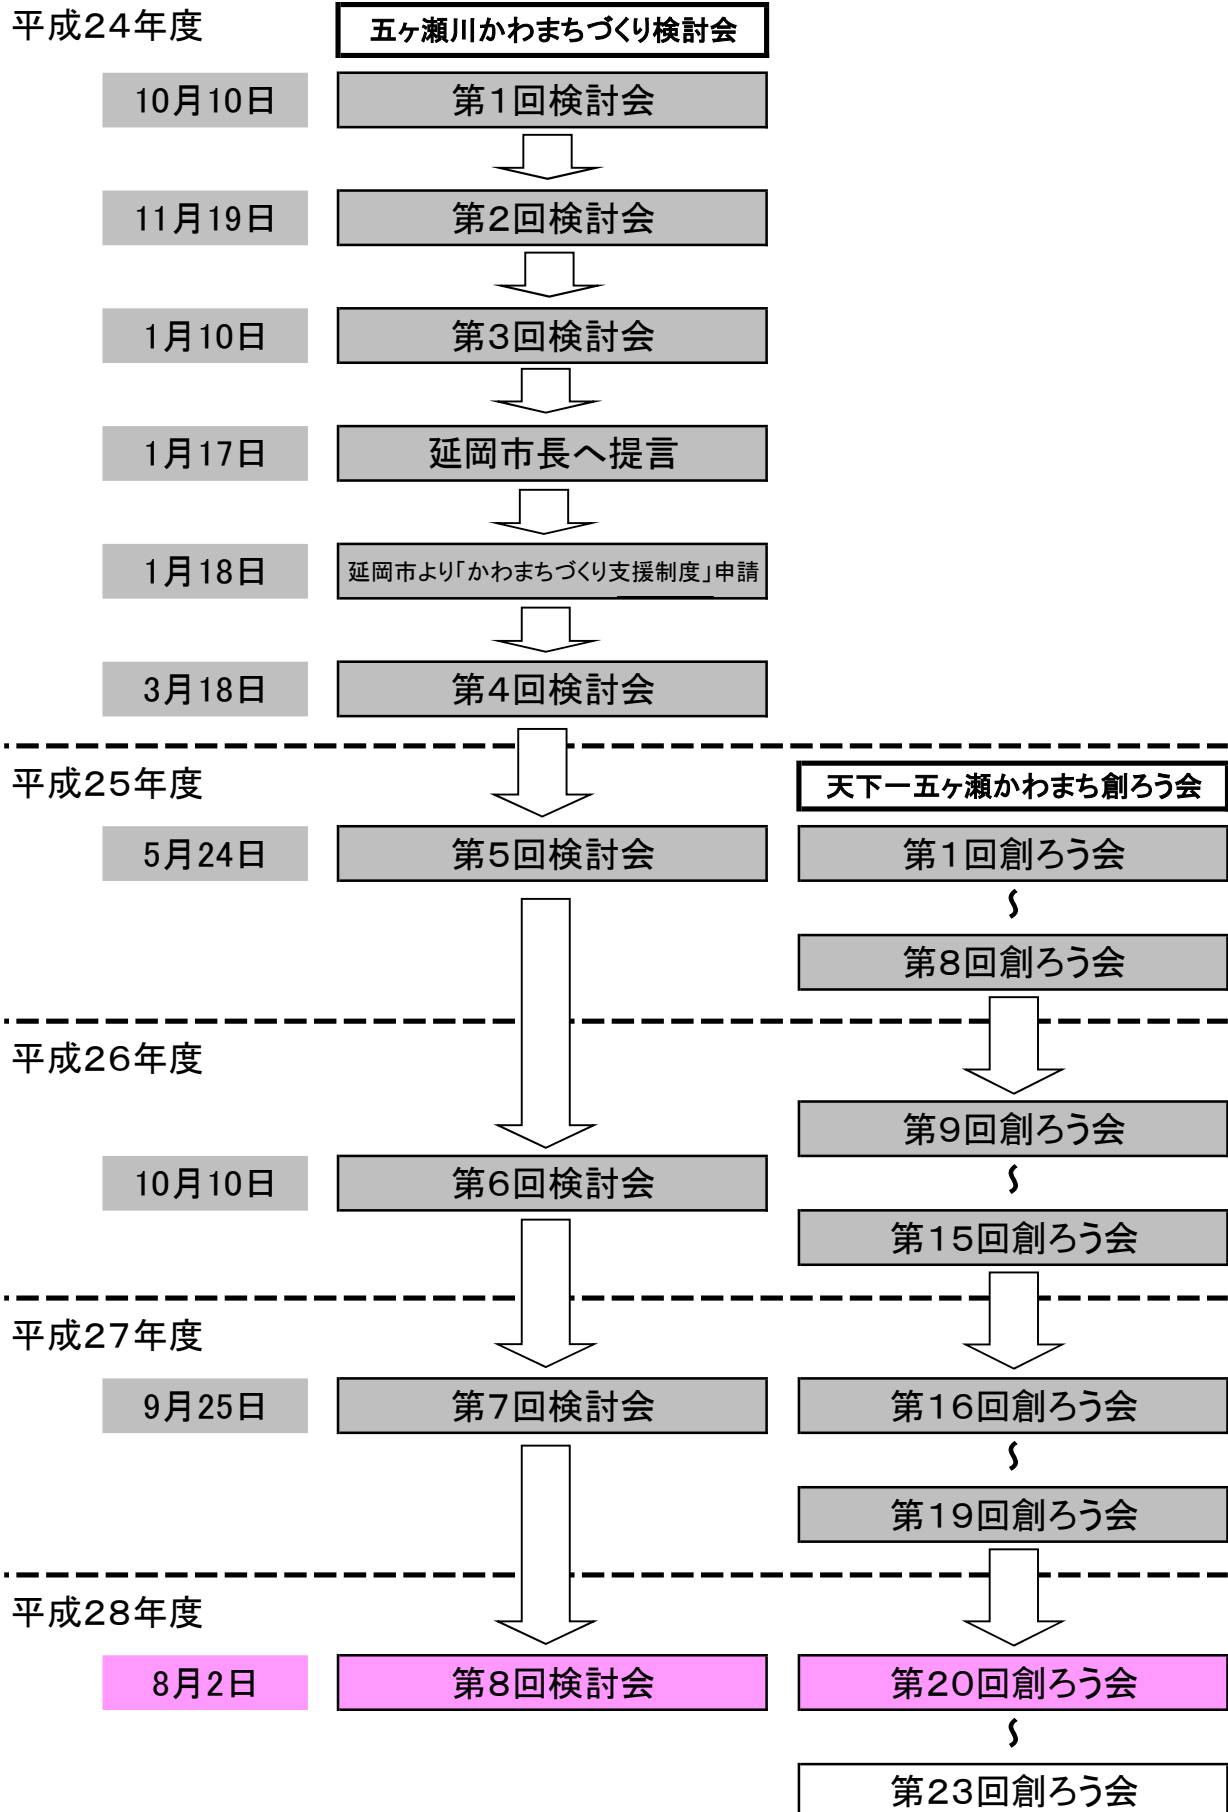 平成24年度
五ヶ瀬川かわまちづくり検討会
10月10日
第1回検討会
11月19日
第2回検討会
1月10日
第3回検討会
1月17日
延岡市長へ提言
1月18日
延岡市より「かわまちづくり支援制度」申請
3月18日
第4回検討会
平成25年度
天下一五ヶ瀬かわまち創ろう会
5月24日
第5回検討会
第1回創ろう会
~
第8回創ろう会
平成26年度
第9回創ろう会
~
10月10日
第6回検討会
第15回創ろう会
平成27年度
9月25日
第7回検討会
第16回創ろう会
~
第19回創ろう会
平成28年度
8月2日
第8回検討会
第20回創ろう会
~
第23回創ろう会